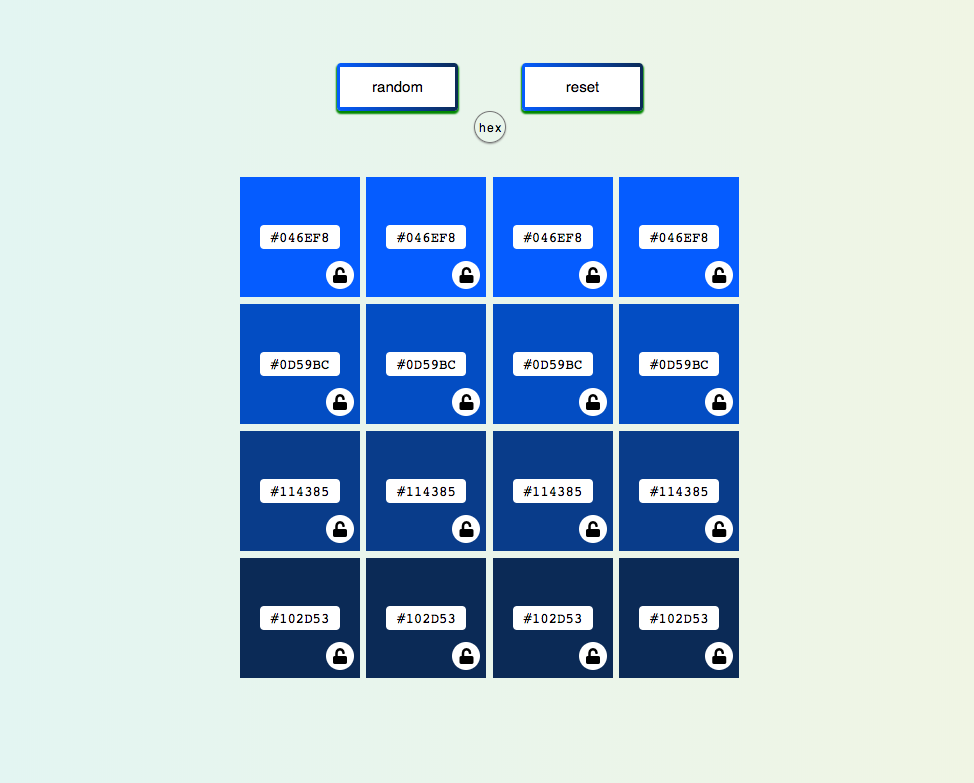 random reset
hex
#046EF8 #046EF8 #046EF8 #046EF8
#0D59BC #0D59BC #0D59BC #0D59BC
#114385 #114385 #114385 #114385
#102D53 #102D53 #102D53 #102D53